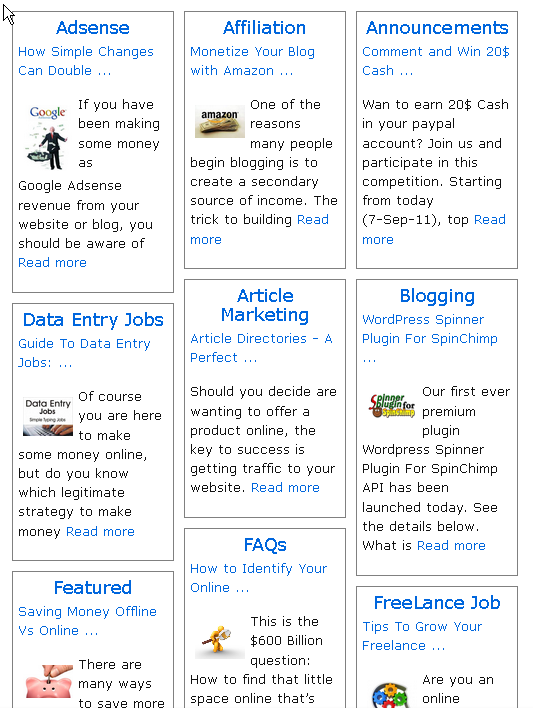 Adsense
How Simple Changes
Can Double ...
Google
If you have
been making
some money
as
Google Adsense
revenue from your
website or blog, you
should be aware of
Read more
Data Entry Jobs
Guide To Data Entry
Jobs: ...
Data Entry
Jobs
Simple Typing Jobs
Of course
you are here
to make
some money online,
but do you know
which legitimate
strategy to make
money Read more
Featured
Saving Money Offline
Vs Online ...
There are
many ways
to save more
Affiliation
Monetize Your Blog
with Amazon ...
amazon
One of the
reasons
many people
begin blogging is to
create a secondary
source of income. The
trick to building Read
more
Article
Marketing
Article Directories – A
Perfect ...
Should you decide are
wanting to offer a
product online, the
key to success is
getting traffic to your
website. Read more
FAQs
How to Identify Your
Online ...
This is the
$600 Billion
question:
How to find that little
space online that's
Announcements
Comment and Win 20$
Cash ...
Wan to earn 20$ Cash
in your paypal
account? Join us and
participate in this
competition. Starting
from today
(7-Sep-11), top Read
more
Blogging
WordPress Spinner
Plugin For SpinChimp
...
Spinner
plugin for
spinchimp
Our first ever
premium
plugin
Wordpress Spinner
Plugin For SpinChimp
API has been
launched today. See
the details below.
What is Read more
FreeLance Job
Tips To Grow Your
Freelance ...
Are you an
online